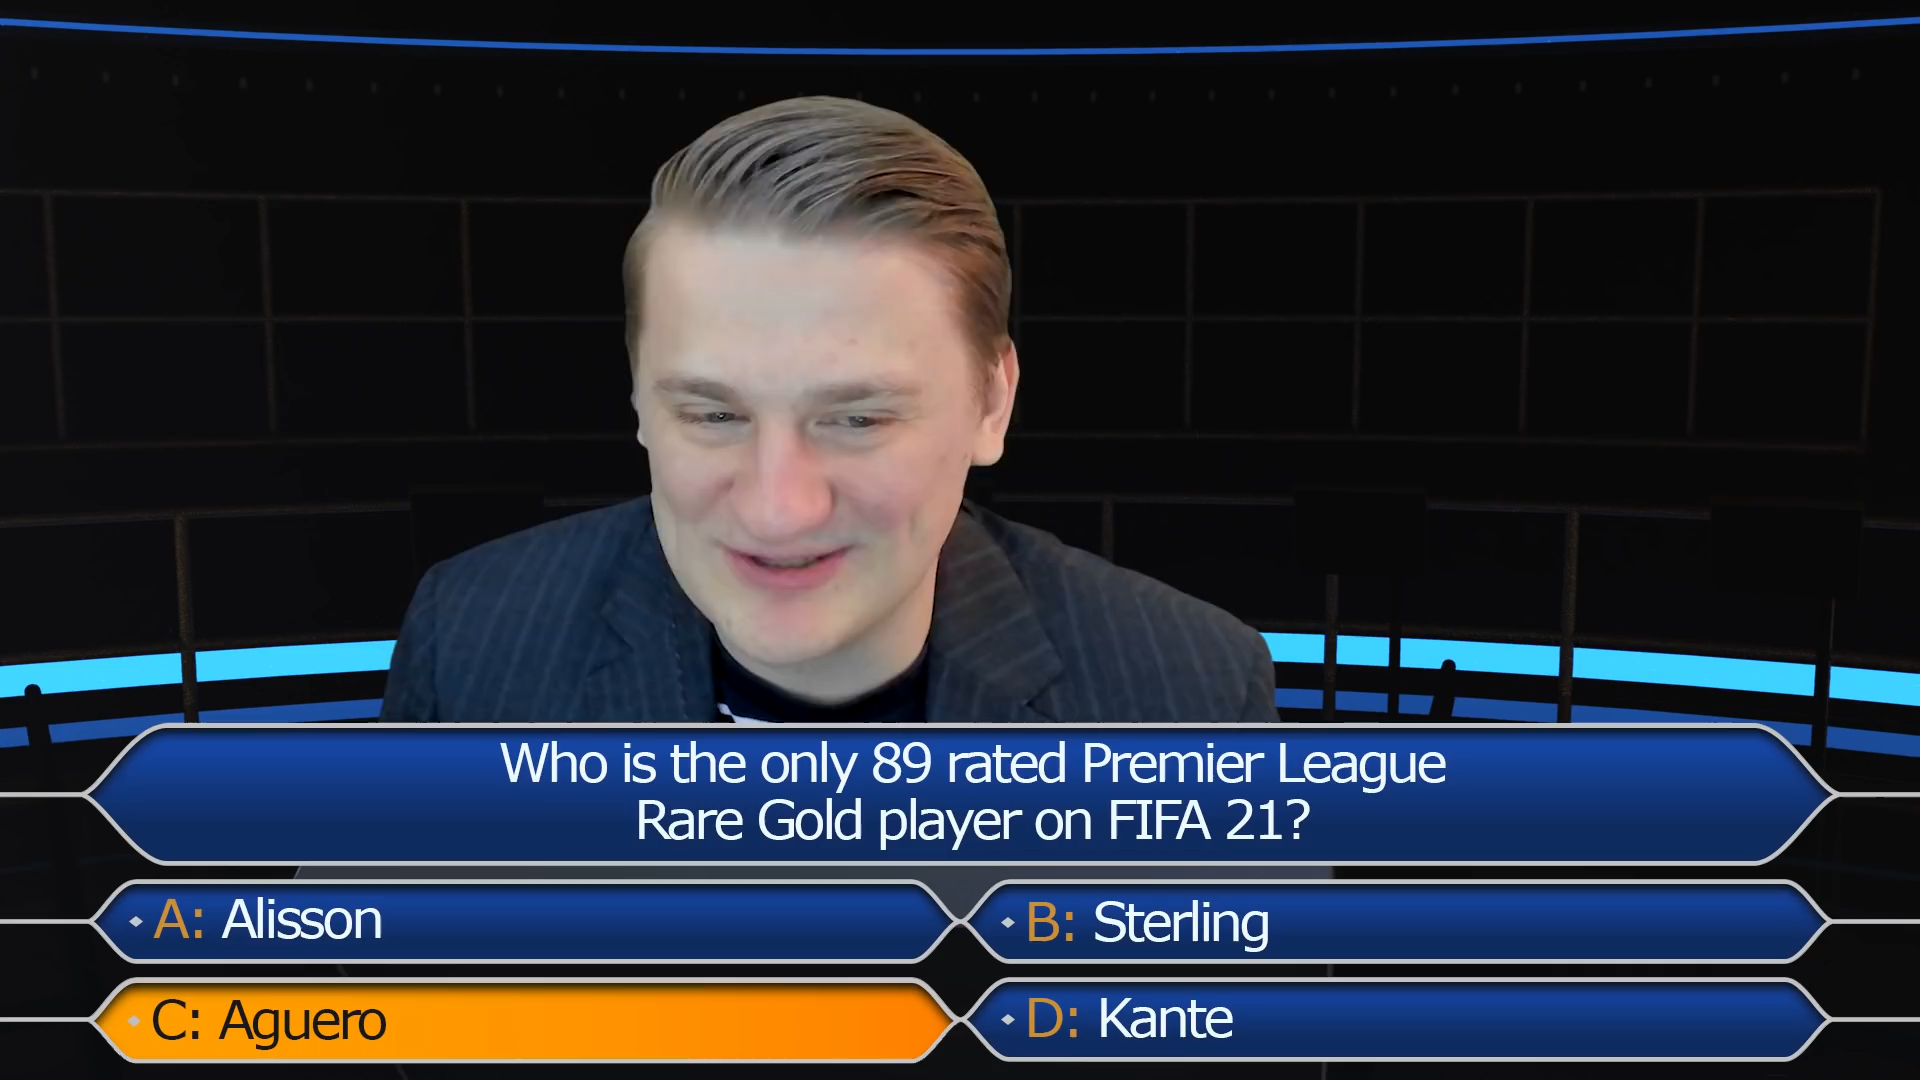 Who is the only 89 rated Premier League
Rare Gold player on FIFA 21?
A: Alisson
B: Sterling
C: Aguero
D: Kante